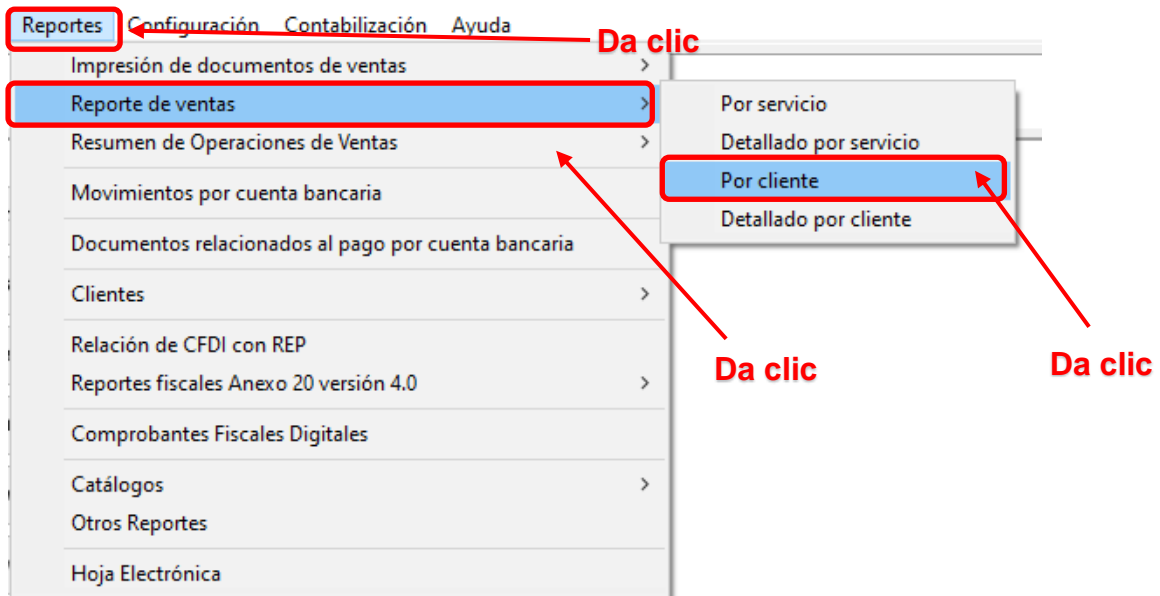 Reportes Configuración Contabilización Ayuda
Da clic
Impresión de documentos de ventas >
Reporte de ventas >
Resumen de Operaciones de Ventas >
Movimientos por cuenta bancaria
Documentos relacionados al pago por cuenta bancaria
Clientes >
Relación de CFDI con REP
Reportes fiscales Anexo 20 versión 4.0 >
Comprobantes Fiscales Digitales
Catálogos >
Otros Reportes
Hoja Electrónica
Por servicio
Detallado por servicio
Por cliente
Detallado por cliente
Da clic
Da clic